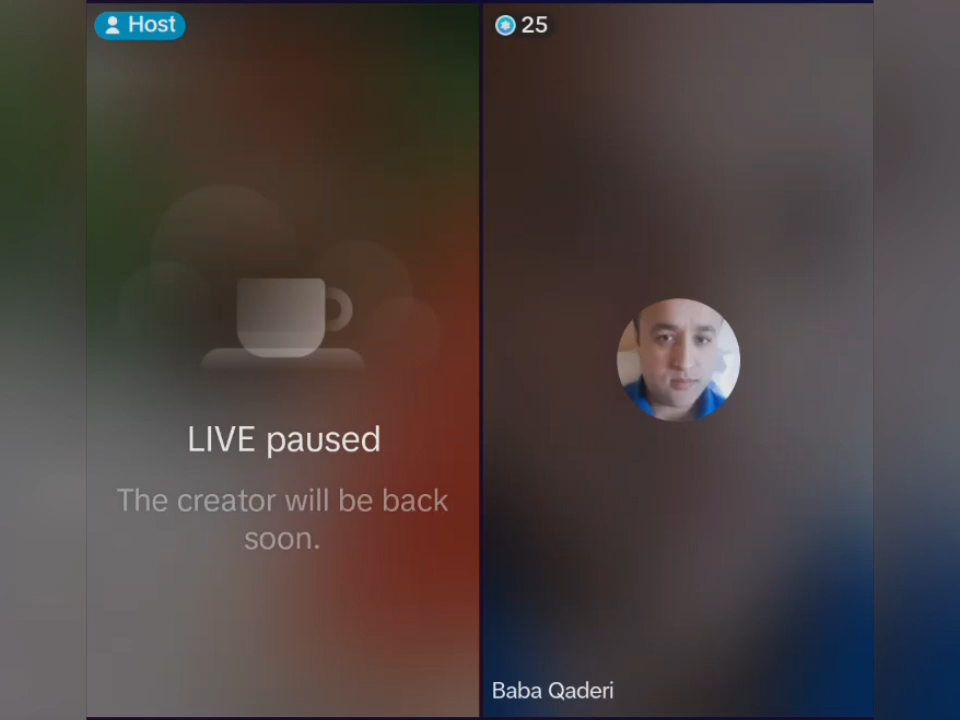 Host
25
LIVE paused
The creator will be back
soon.
Baba Qaderi